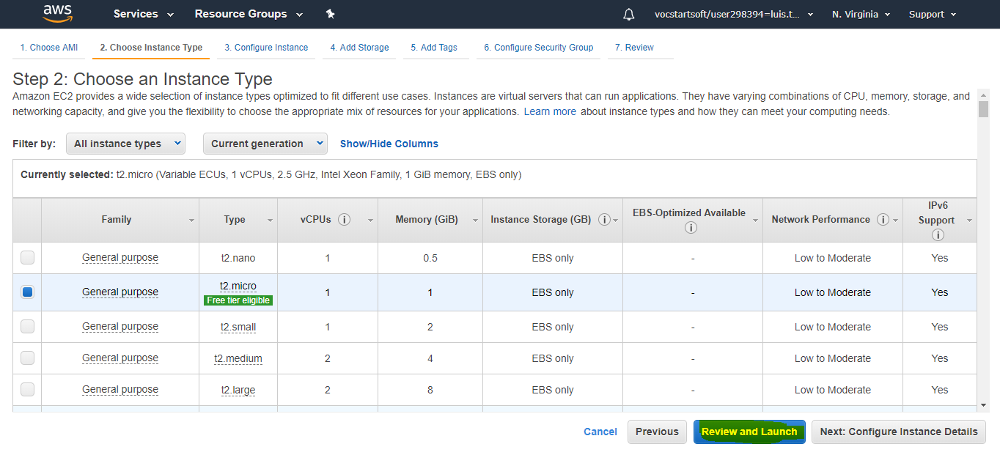 aws Services Resource Groups vocstartsoft/user298394=luis.t... N. Virginia Support
1. Choose AMI 2. Choose Instance Type 3. Configure Instance 4. Add Storage 5. Add Tags 6. Configure Security Group 7. Review
Step 2: Choose an Instance Type
Amazon EC2 provides a wide selection of instance types optimized to fit different use cases. Instances are virtual servers that can run applications. They have varying combinations of CPU, memory, storage, and
networking capacity, and give you the flexibility to choose the appropriate mix of resources for your applications. Learn more about instance types and how they can meet your computing needs.
Filter by: All instance types Current generation Show/Hide Columns
Currently selected: t2.micro (Variable ECUs, 1 vCPUs, 2.5 GHz, Intel Xeon Family, 1 GiB memory, EBS only)
Family Type vCPUs i Memory (GiB) Instance Storage (GB) i EBS-Optimized Available i Network Performance i IPv6 Support i
General purpose t2.nano 1 0.5 EBS only - Low to Moderate Yes
General purpose t2.micro Free tier eligible 1 1 EBS only - Low to Moderate Yes
General purpose t2.small 1 2 EBS only - Low to Moderate Yes
General purpose t2.medium 2 4 EBS only - Low to Moderate Yes
General purpose t2.large 2 8 EBS only - Low to Moderate Yes
Cancel Previous Review and Launch Next: Configure Instance Details